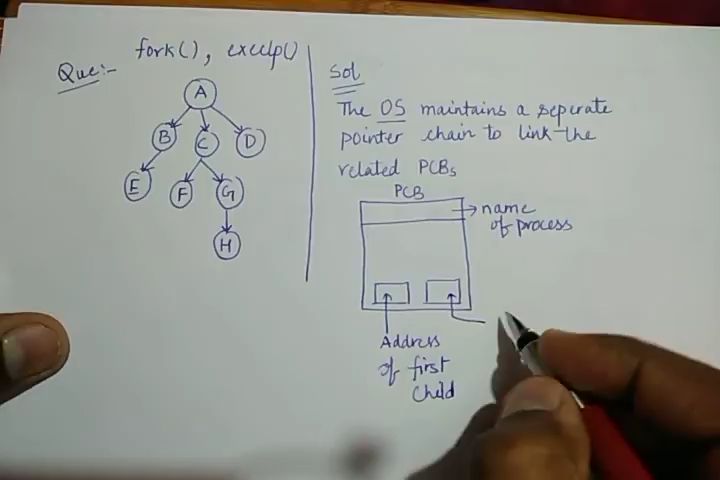 Que:- fork(), execlp()
A
B C D
E F G
H
Sol
The OS maintains a seperate
pointer chain to link the
related PCBs
PCB
name
of process
Address
of first
Child